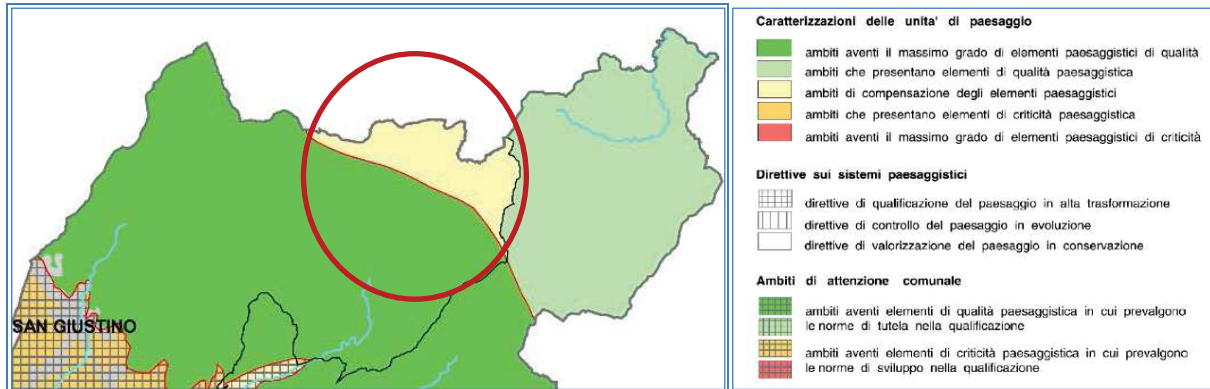 SAN GIUSTINO
Caratterizzazioni delle unita' di paesaggio
ambiti aventi il massimo grado di elementi paesaggistici di qualità
ambiti che presentano elementi di qualità paesaggistica
ambiti di compensazione degli elementi paesaggistici
ambiti che presentano elementi di criticità paesaggistica
ambiti aventi il massimo grado di elementi paesaggistici di criticità
Direttive sui sistemi paesaggistici
direttive di qualificazione del paesaggio in alta trasformazione
direttive di controllo del paesaggio in evoluzione
direttive di valorizzazione del paesaggio in conservazione
Ambiti di attenzione comunale
ambiti aventi elementi di qualità paesaggistica in cui prevalgono
le norme di tutela nella qualificazione
ambiti aventi elementi di criticità paesaggistica in cui prevalgono
le norme di sviluppo nella qualificazione